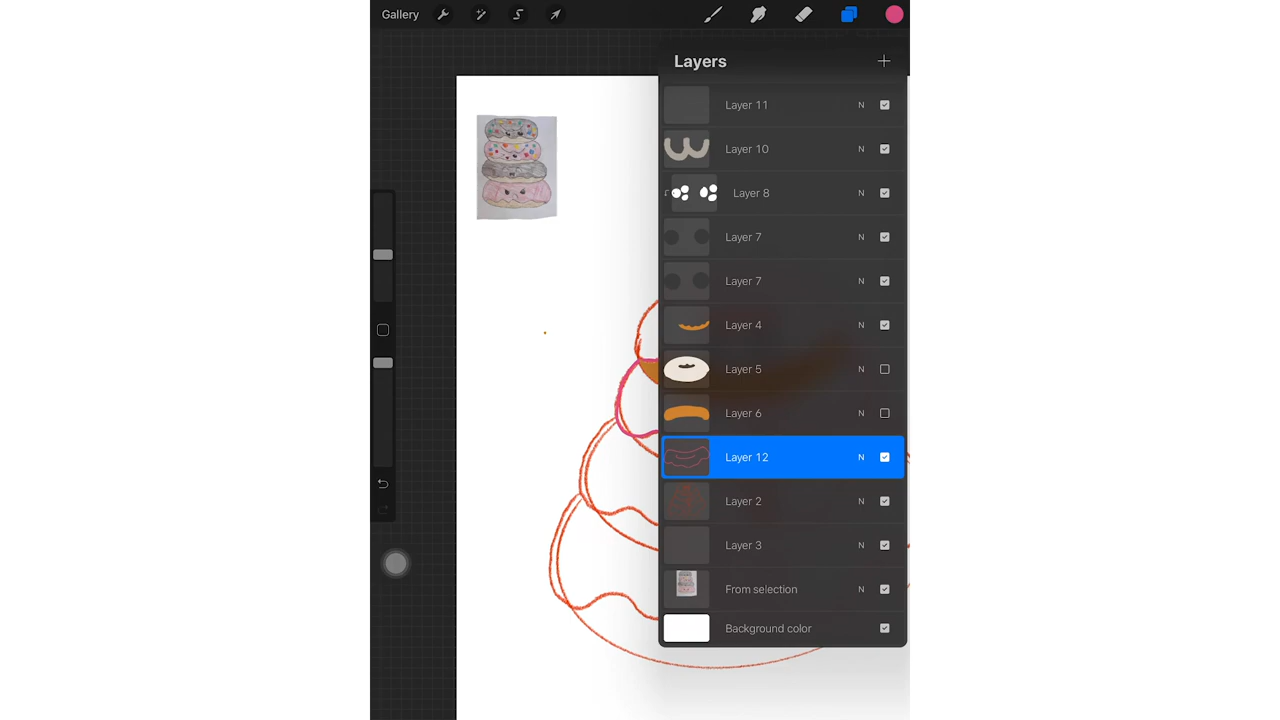 Gallery
Layers
Layer 11 N
Layer 10 N
Layer 8 N
Layer 7 N
Layer 7 N
Layer 4 N
Layer 5 N
Layer 6 N
Layer 12 N
Layer 2 N
Layer 3 N
From selection N
Background color